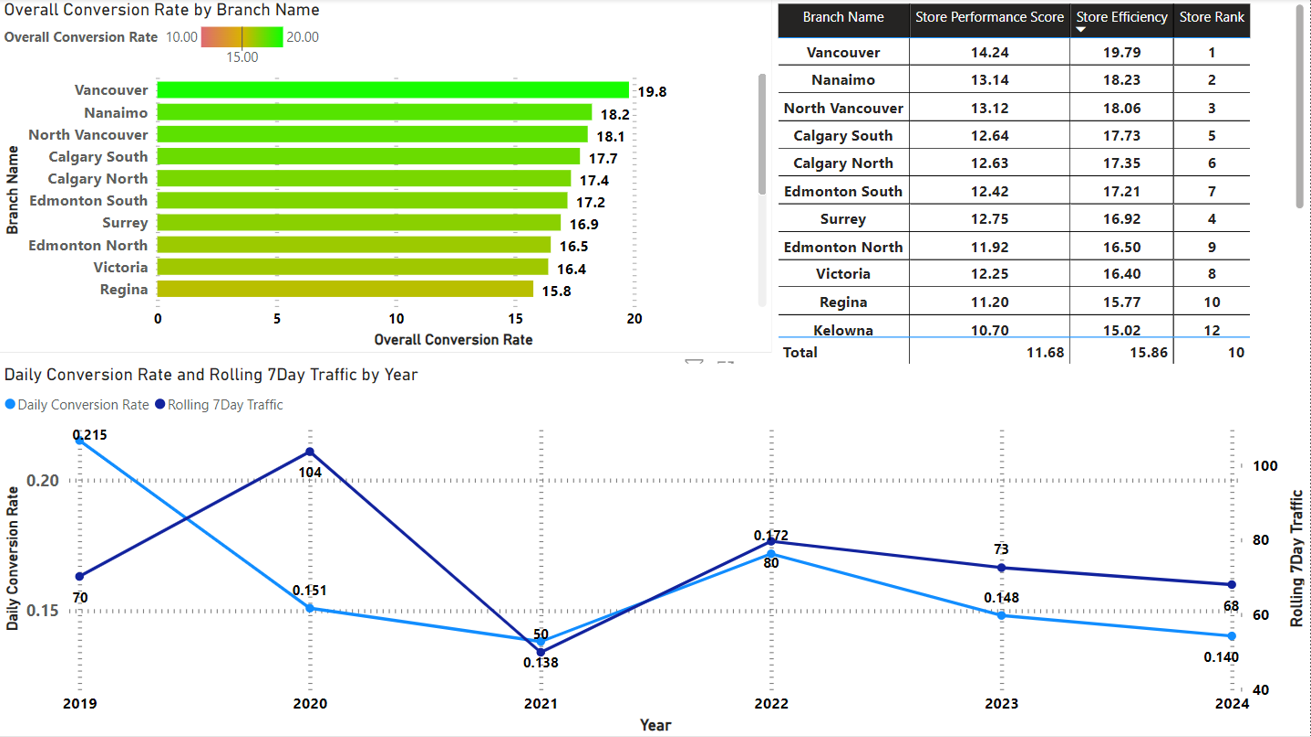 Overall Conversion Rate by Branch Name
Overall Conversion Rate 10.00 20.00
15.00
Branch Name
Vancouver 19.8
Nanaimo 18.2
North Vancouver 18.1
Calgary South 17.7
Calgary North 17.4
Edmonton South 17.2
Surrey 16.9
Edmonton North 16.5
Victoria 16.4
Regina 15.8
0 5 10 15 20
Overall Conversion Rate
Branch Name Store Performance Score Store Efficiency Store Rank
Vancouver 14.24 19.79 1
Nanaimo 13.14 18.23 2
North Vancouver 13.12 18.06 3
Calgary South 12.64 17.73 5
Calgary North 12.63 17.35 6
Edmonton South 12.42 17.21 7
Surrey 12.75 16.92 4
Edmonton North 11.92 16.50 9
Victoria 12.25 16.40 8
Regina 11.20 15.77 10
Kelowna 10.70 15.02 12
Total 11.68 15.86 10
Daily Conversion Rate and Rolling 7Day Traffic by Year
Daily Conversion Rate Rolling 7Day Traffic
Daily Conversion Rate
0.20
0.15
0.215
70
104
0.151
50
0.138
0.172
80
73
0.148
68
0.140
100
80
60
40
Rolling 7Day Traffic
2019 2020 2021 2022 2023 2024
Year